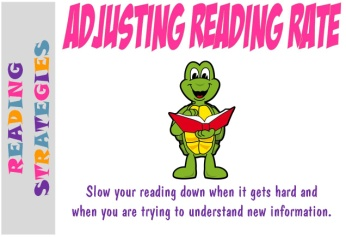 ADJUSTING READING RATE
READING
STRATEGIES
Slow your reading down when it gets hard and
when you are trying to understand new information.